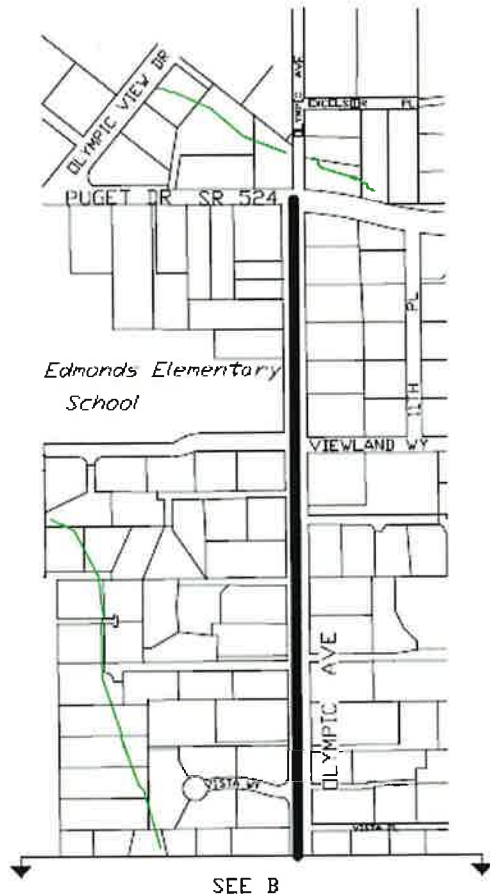 OLYMPIC VIEW DR
OLYMPIC AVE
EXCELSIOR PL
PUGET DR SR 524
11TH PL
Edmonds Elementary
School
VIEWLAND WY
OLYMPIC AVE
VISTA WY
VISTA PL
SEE B